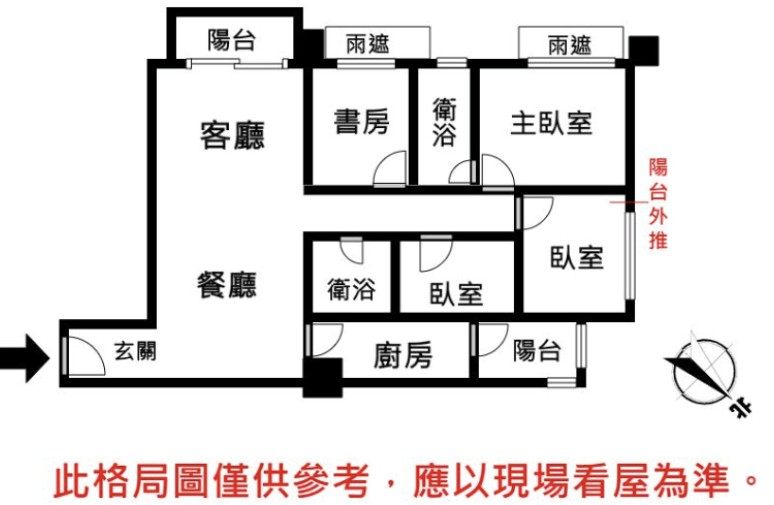 陽台
雨遮
雨遮
客廳
書房
衛浴
主臥室
陽台外推
臥室
餐廳
衛浴
臥室
玄關
廚房
陽台
北
此格局圖僅供參考，應以現場看屋為準。